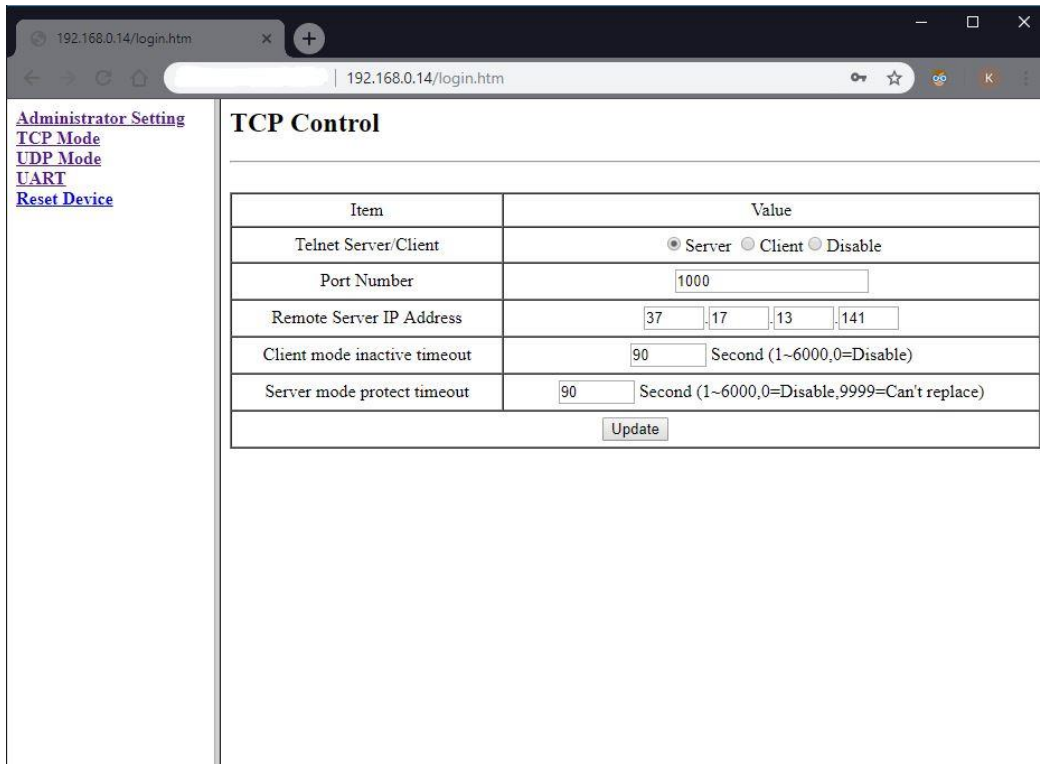 192.168.0.14/login.htm
192.168.0.14/login.htm
K
Administrator Setting
TCP Mode
UDP Mode
UART
Reset Device
TCP Control
Item Value
Telnet Server/Client Server Client Disable
Port Number 1000
Remote Server IP Address 37 .17 .13 .141
Client mode inactive timeout 90 Second (1~6000,0=Disable)
Server mode protect timeout 90 Second (1~6000,0=Disable,9999=Can't replace)
Update